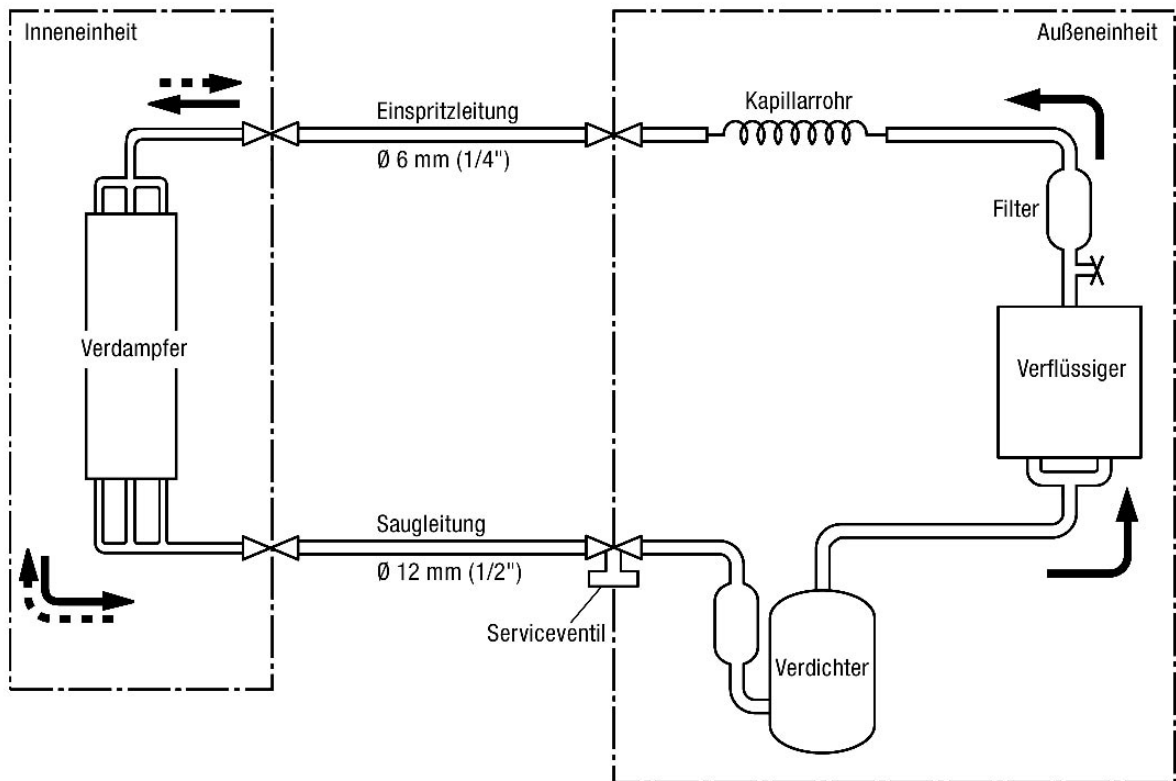 Inneneinheit
Außeneinheit
Einspritzleitung
Ø 6 mm (1/4")
Kapillarrohr
Filter
Verdampfer
Verflüssiger
Saugleitung
Ø 12 mm (1/2")
Serviceventil
Verdichter